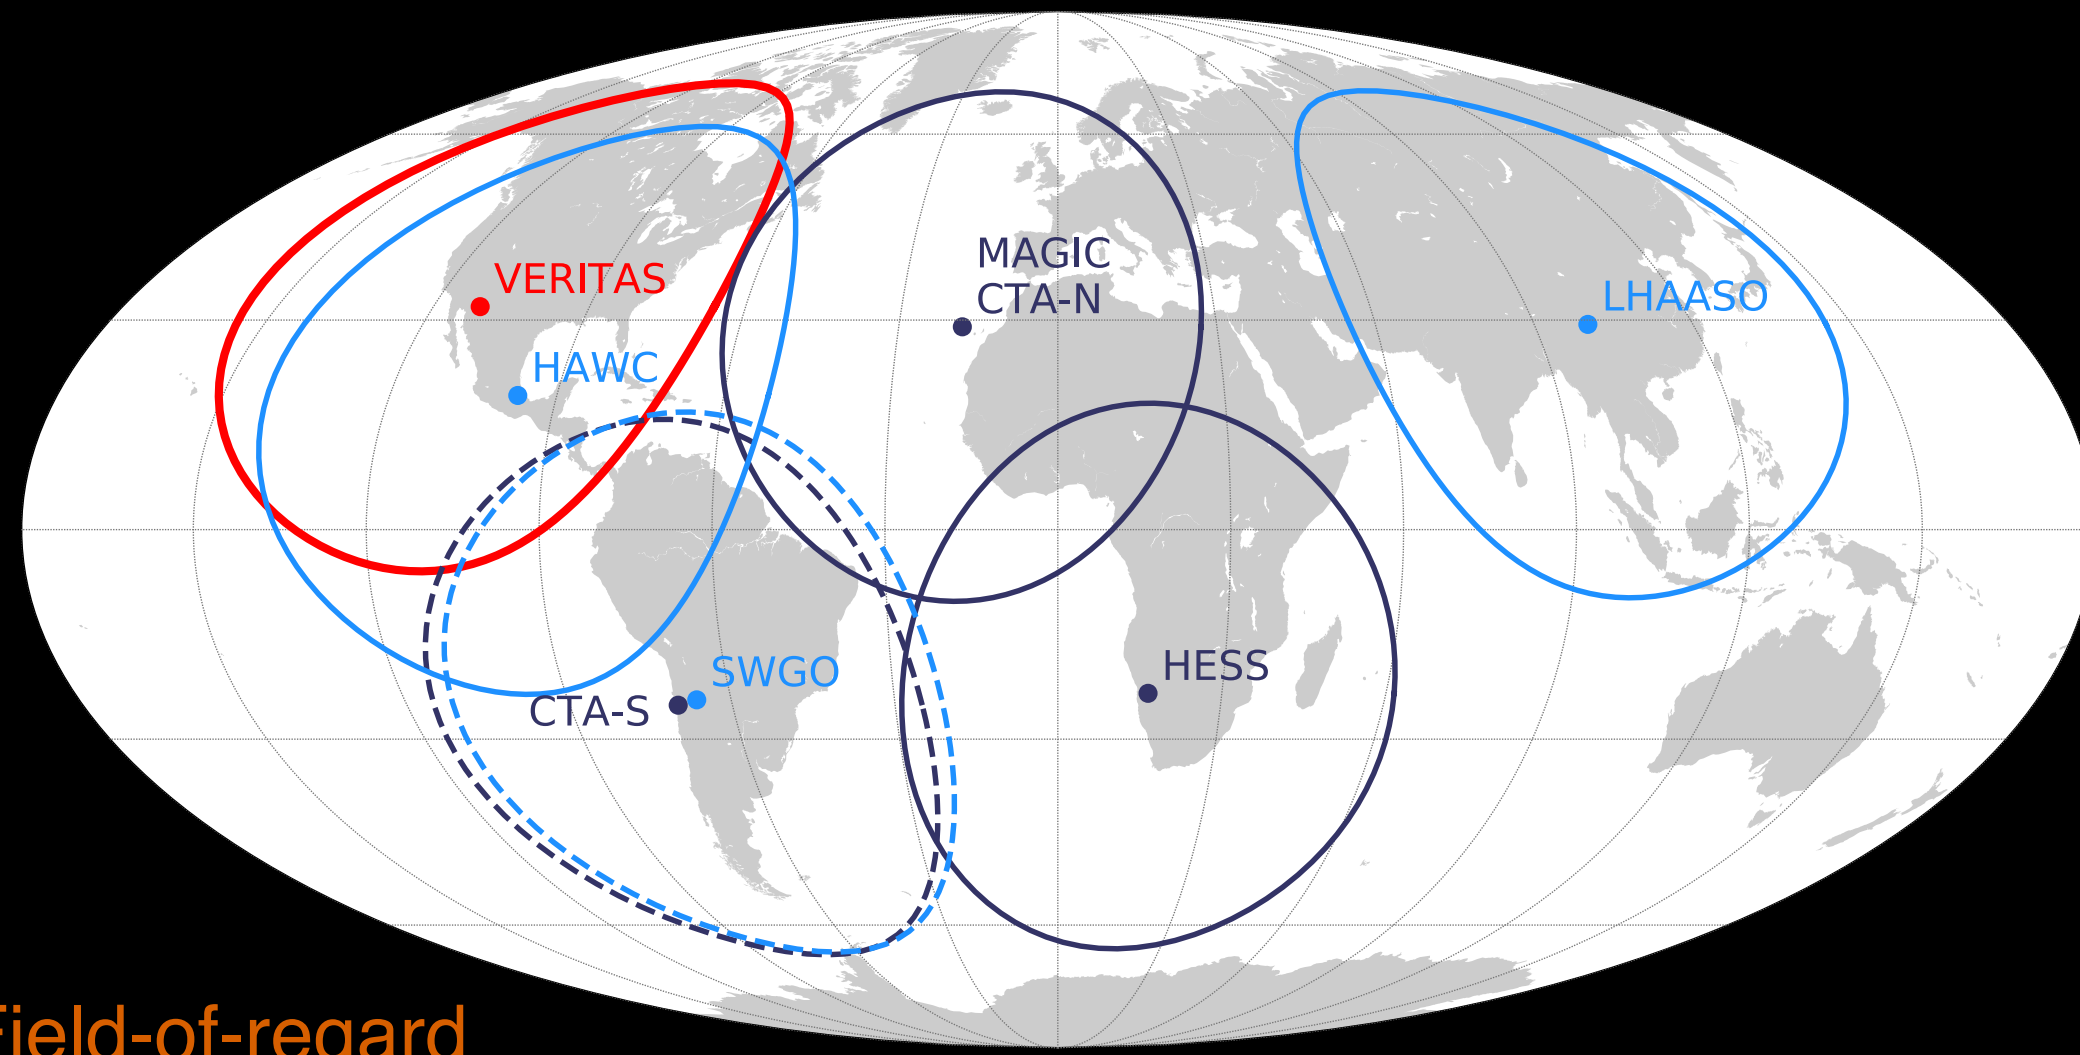 MAGIC
CTA-N
VERITAS
LHAASO
HAWC
HESS
SWGO
CTA-S
Field-of-regard